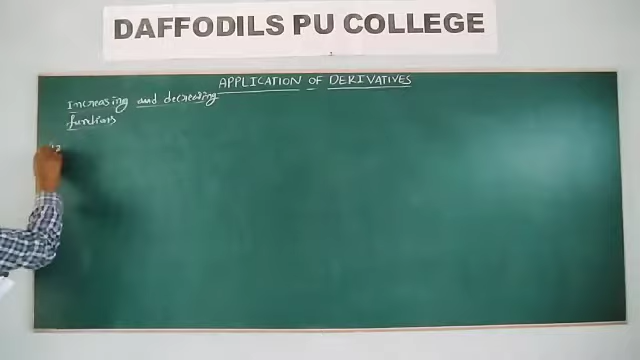 DAFFODILS PU COLLEGE
APPLICATION OF DERIVATIVES
Increasing and decreasing
functions